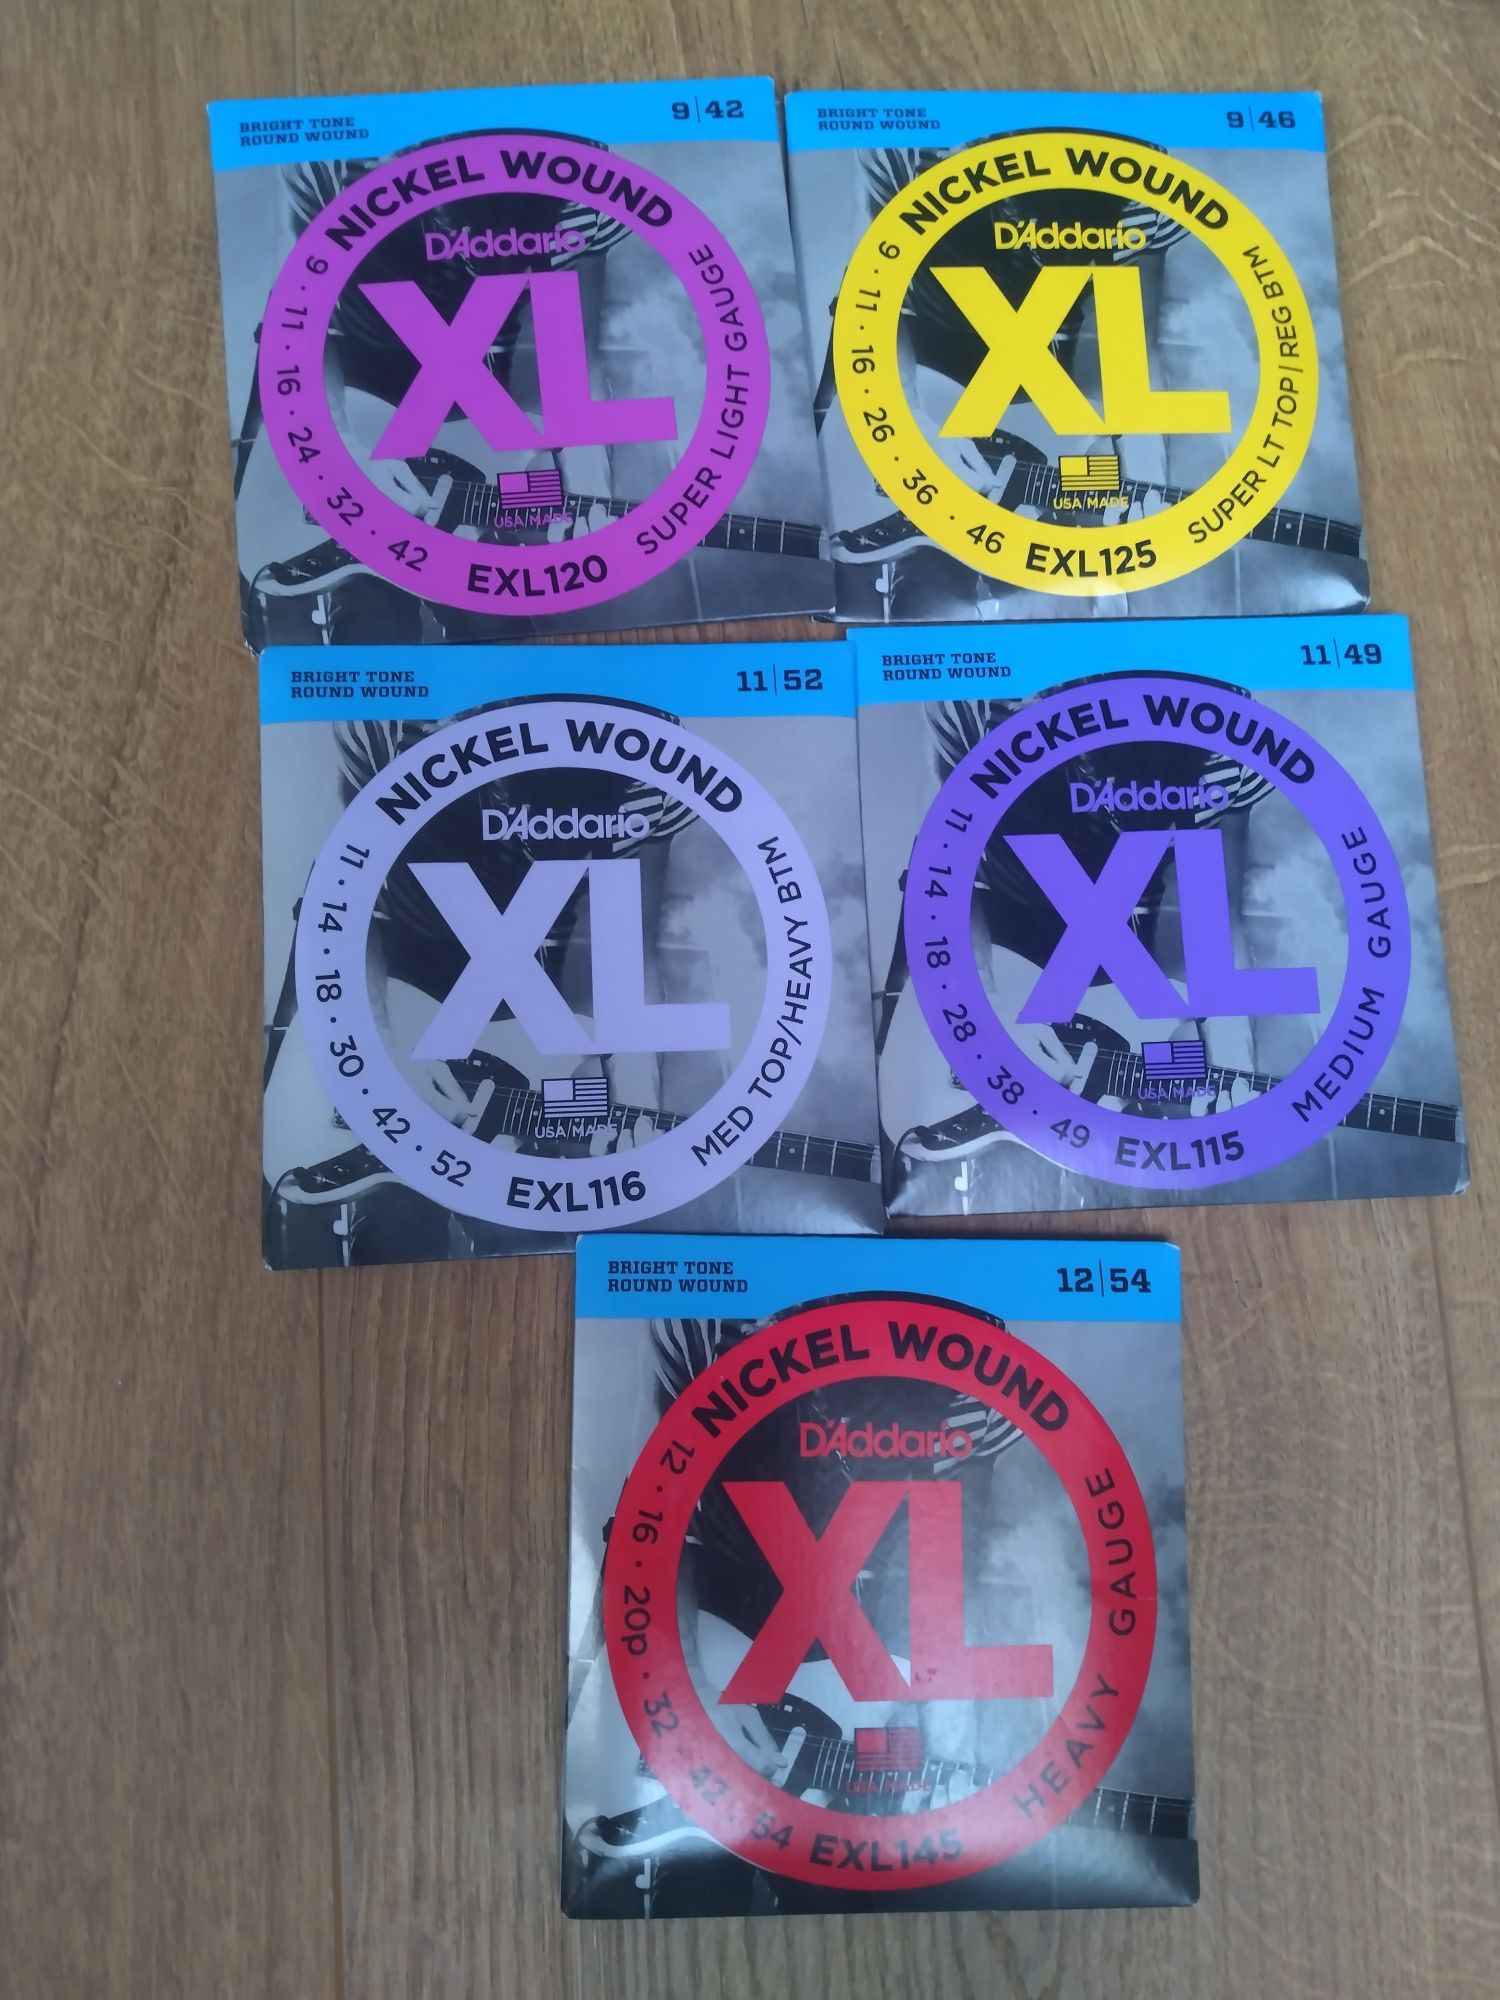 BRIGHT TONE
ROUND WOUND
9|42
NICKEL WOUND
D'Addario
XL
USA MADE
9 · 11 · 16 · 24 · 32 · 42
EXL120
SUPER LIGHT GAUGE
BRIGHT TONE
ROUND WOUND
9|46
NICKEL WOUND
D'Addario
XL
USA MADE
9 · 11 · 16 · 26 · 36 · 46
EXL125
SUPER LT TOP|REG BTM
BRIGHT TONE
ROUND WOUND
11|52
NICKEL WOUND
D'Addario
XL
USA MADE
11 · 14 · 18 · 30 · 42 · 52
EXL116
MED TOP/HEAVY BTM
BRIGHT TONE
ROUND WOUND
11|49
NICKEL WOUND
D'Addario
XL
USA MADE
11 · 14 · 18 · 28 · 38 · 49
EXL115
MEDIUM GAUGE
BRIGHT TONE
ROUND WOUND
12|54
NICKEL WOUND
D'Addario
XL
USA MADE
12 · 16 · 20p · 32 · 42 · 54
EXL145
HEAVY GAUGE